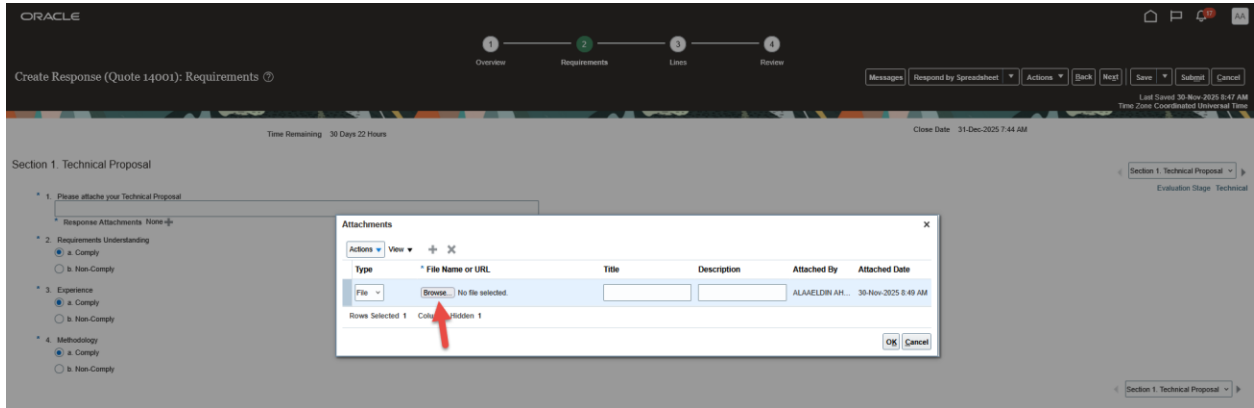 ORACLE
17
AA
1 2 3 4
Overview Requirements Lines Review
Create Response (Quote 14001): Requirements ?
Messages Respond by Spreadsheet Actions Back Next Save Submit Cancel
Last Saved 30-Nov-2025 8:47 AM
Time Zone Coordinated Universal Time
Time Remaining 30 Days 22 Hours
Close Date 31-Dec-2025 7:44 AM
Section 1. Technical Proposal
Section 1. Technical Proposal
Evaluation Stage Technical
* 1. Please attache your Technical Proposal
* Response Attachments None
* 2. Requirements Understanding
a. Comply
b. Non-Comply
* 3. Experience
a. Comply
b. Non-Comply
* 4. Methodology
a. Comply
b. Non-Comply
Attachments
Actions View
Type * File Name or URL Title Description Attached By Attached Date
File Browse... No file selected. ALAAELDIN AH... 30-Nov-2025 8:49 AM
Rows Selected 1 Hidden 1
OK Cancel
Section 1. Technical Proposal